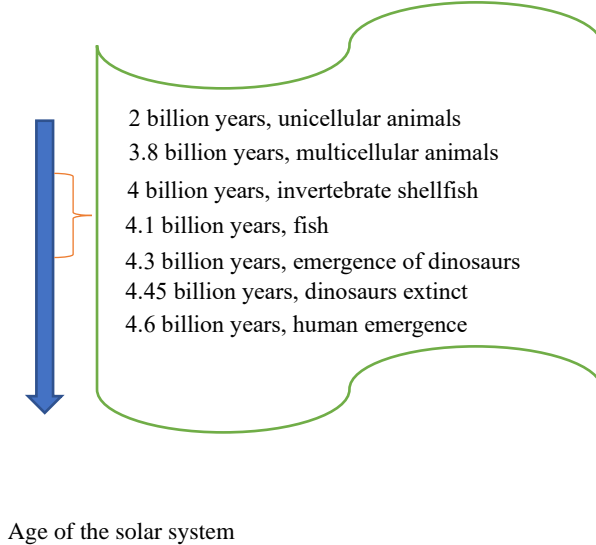 2 billion years, unicellular animals
3.8 billion years, multicellular animals
4 billion years, invertebrate shellfish
4.1 billion years, fish
4.3 billion years, emergence of dinosaurs
4.45 billion years, dinosaurs extinct
4.6 billion years, human emergence
Age of the solar system